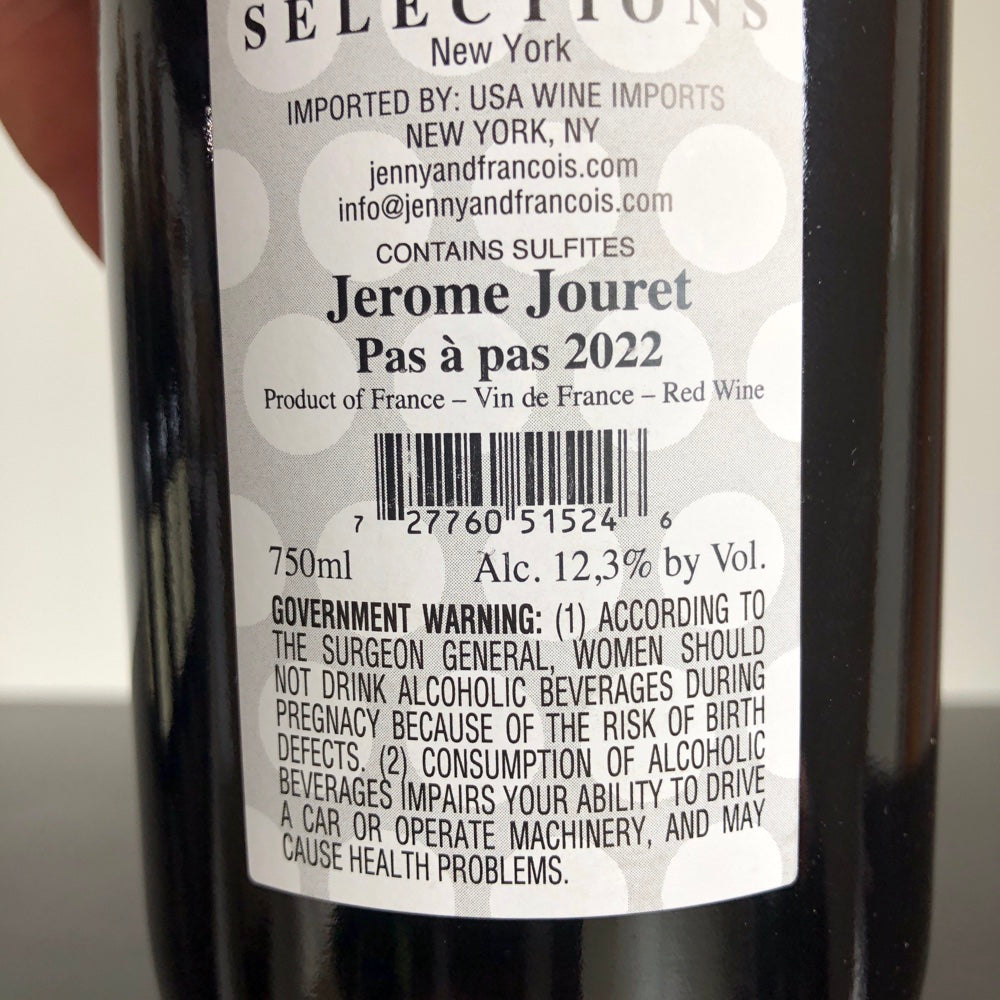 SELECTIONS
New York
IMPORTED BY: USA WINE IMPORTS
NEW YORK, NY
jennyandfrancois.com
info@jennyandfrancois.com
CONTAINS SULFITES
Jerome Jouret
Pas à pas 2022
Product of France – Vin de France – Red Wine
7 27760 51524 6
750ml Alc. 12,3% by Vol.
GOVERNMENT WARNING: (1) ACCORDING TO
THE SURGEON GENERAL, WOMEN SHOULD
NOT DRINK ALCOHOLIC BEVERAGES DURING
PREGNACY BECAUSE OF THE RISK OF BIRTH
DEFECTS. (2) CONSUMPTION OF ALCOHOLIC
BEVERAGES IMPAIRS YOUR ABILITY TO DRIVE
A CAR OR OPERATE MACHINERY, AND MAY
CAUSE HEALTH PROBLEMS.